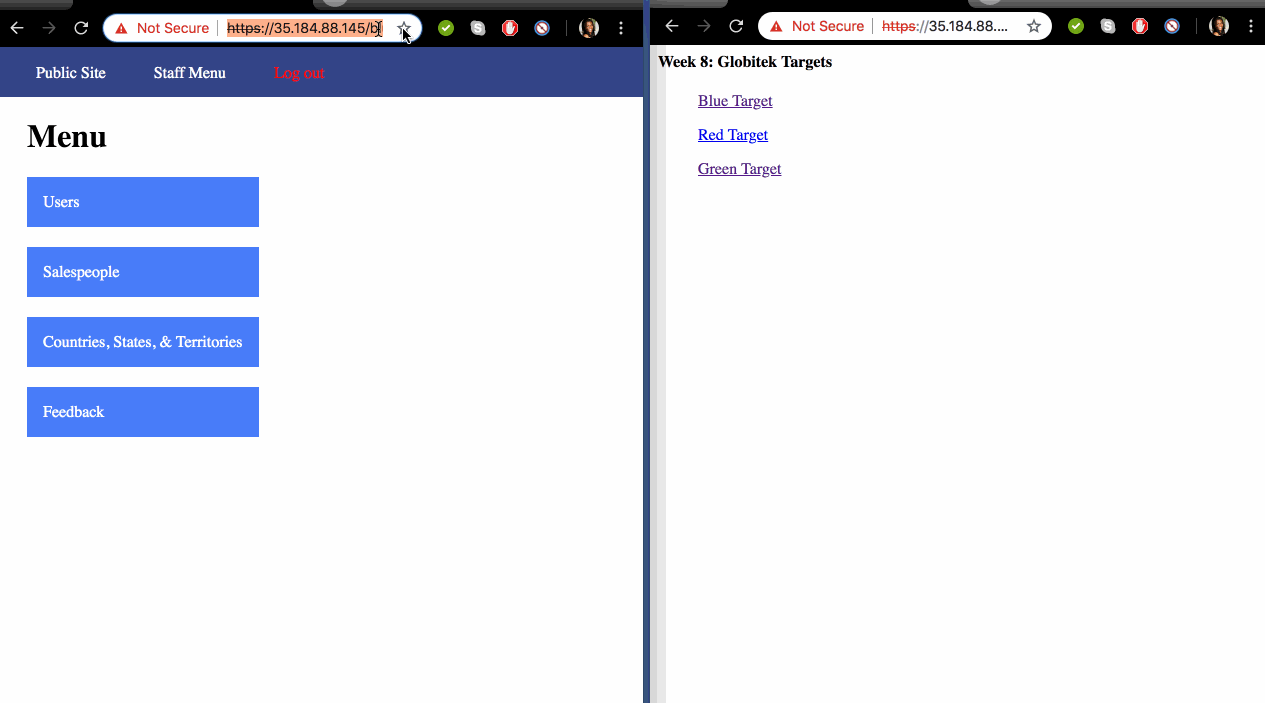 Not Secure https://35.184.88.145/b
Public Site Staff Menu Log out
Menu
Users
Salespeople
Countries, States, & Territories
Feedback
Not Secure https://35.184.88....
Week 8: Globitek Targets
Blue Target
Red Target
Green Target